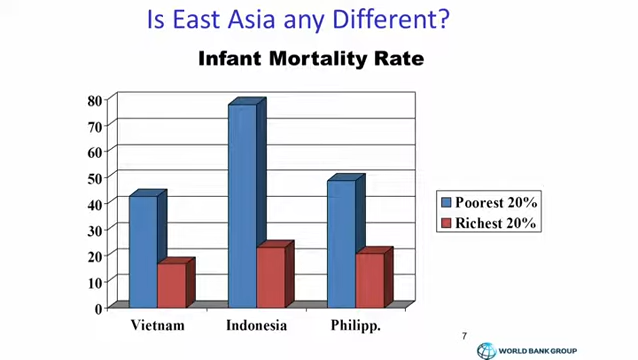 Is East Asia any Different?
Infant Mortality Rate
80
70
60
50
40
30
20
10
0
Vietnam
Indonesia
Philipp.
Poorest 20%
Richest 20%
7
WORLD BANK GROUP